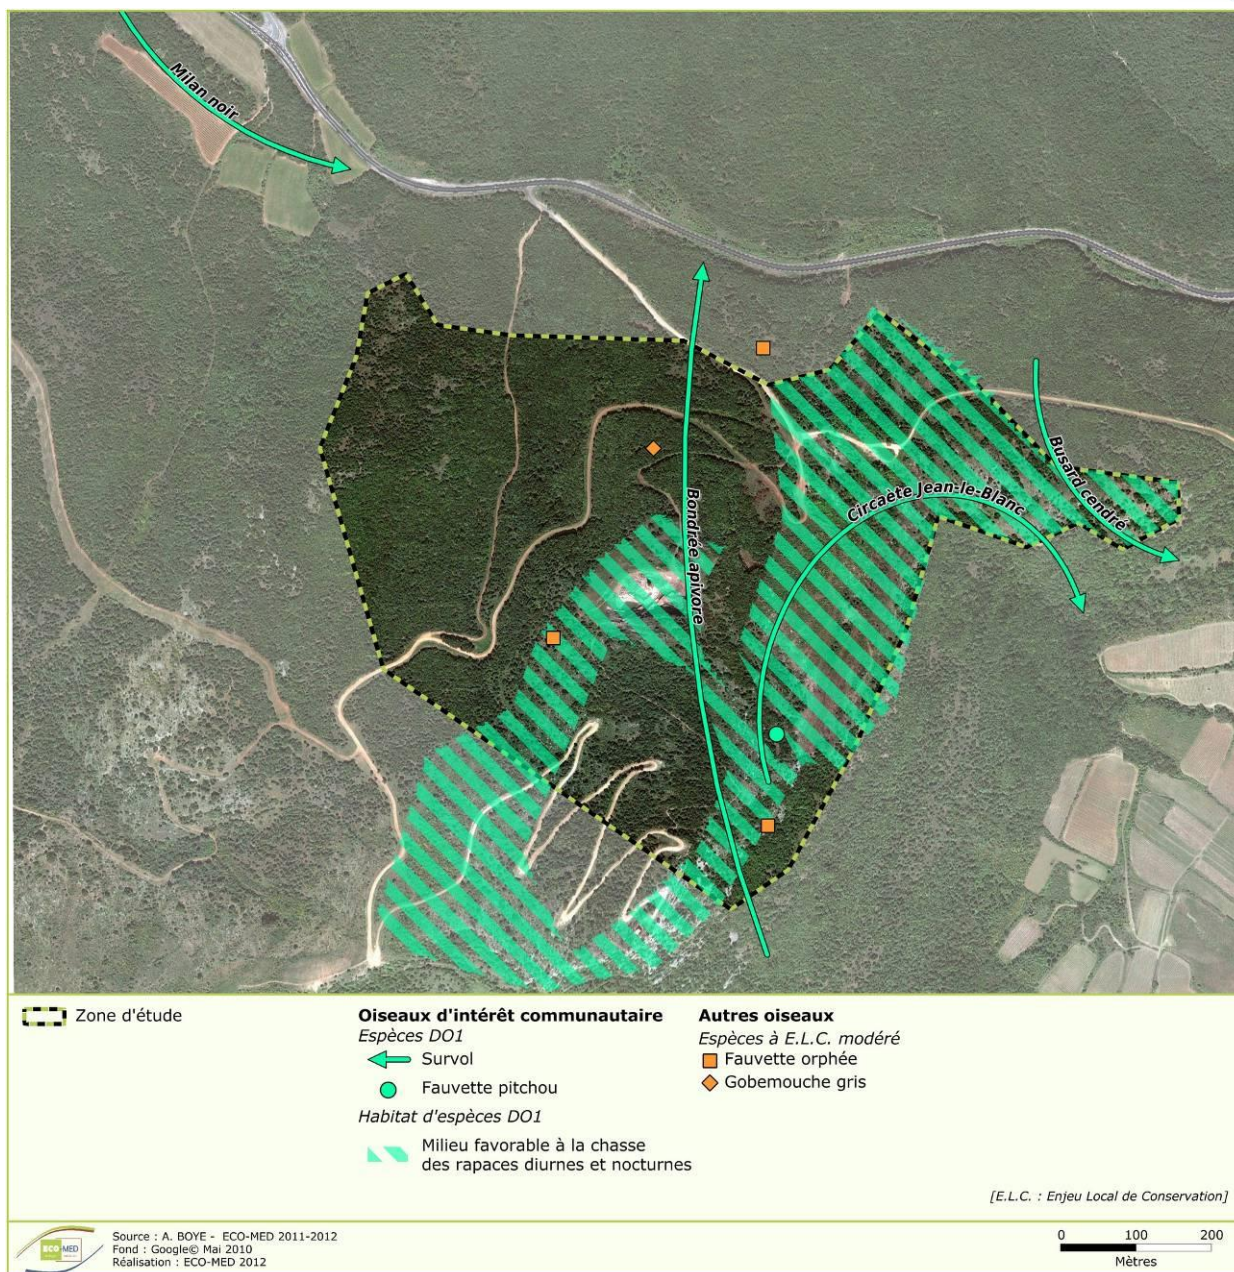 Milan noir
Bondrée apivore
Circaète Jean-le-Blanc
Busard cendré
Zone d'étude
Oiseaux d'intérêt communautaire
Espèces DO1
Survol
Fauvette pitchou
Habitat d'espèces DO1
Milieu favorable à la chasse
des rapaces diurnes et nocturnes
Autres oiseaux
Espèces à E.L.C. modéré
Fauvette orphée
Gobemouche gris
[E.L.C. : Enjeu Local de Conservation]
ECO-MED
Source : A. BOYE - ECO-MED 2011-2012
Fond : Google© Mai 2010
Réalisation : ECO-MED 2012
0 100 200
Mètres